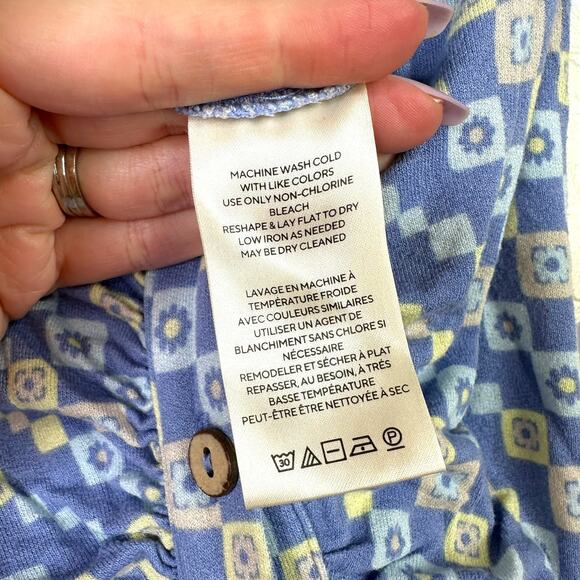 MACHINE WASH COLD
WITH LIKE COLORS
USE ONLY NON-CHLORINE
BLEACH
RESHAPE & LAY FLAT TO DRY
LOW IRON AS NEEDED
MAY BE DRY CLEANED
LAVAGE EN MACHINE À
TEMPÉRATURE FROIDE
AVEC COULEURS SIMILAIRES
UTILISER UN AGENT DE
BLANCHIMENT SANS CHLORE SI
NÉCESSAIRE
REMODELER ET SÉCHER À PLAT
REPASSER, AU BESOIN, À TRÈS
BASSE TEMPÉRATURE
PEUT-ÊTRE ÊTRE NETTOYÉE À SEC
30 P